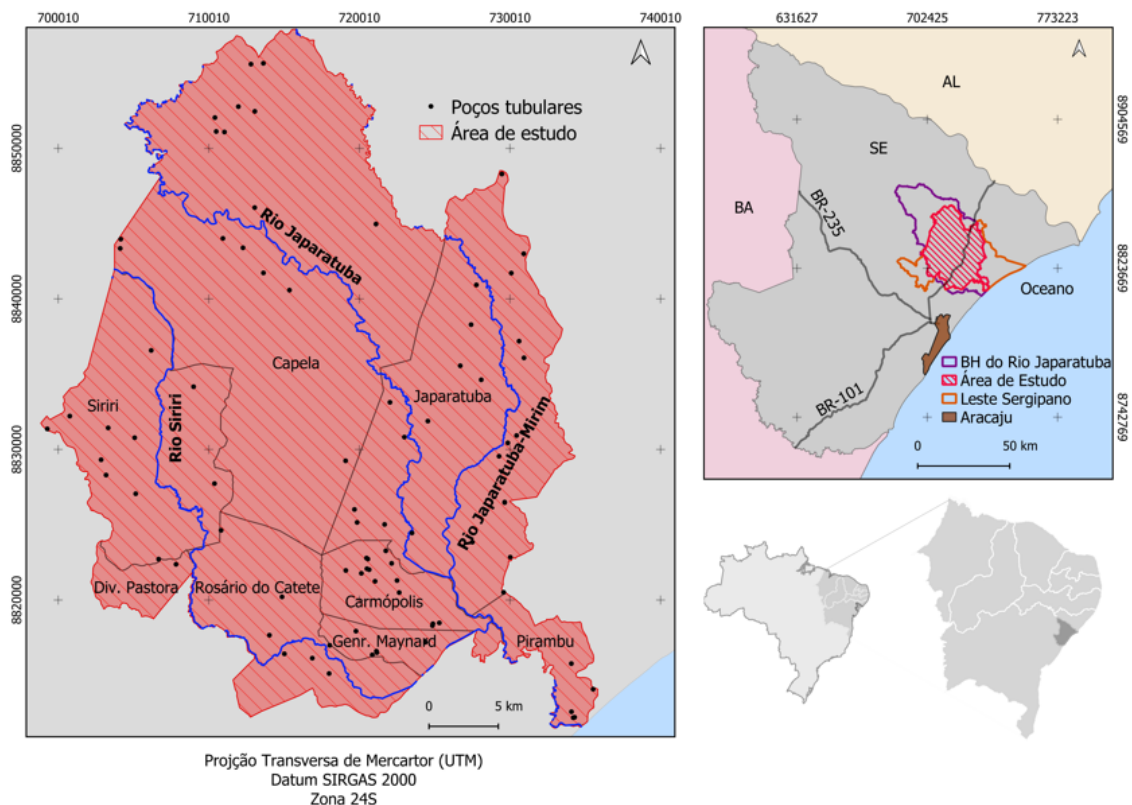 700010 710010 720010 730010 740010
8850000
8840000
8830000
8820000
Poços tubulares
Área de estudo
Rio Japaratuba
Capela
Japaratuba
Siriri
Rio Siriri
Rio Japaratuba-Mirim
Div. Pastora
Rosário do Catete
Carmópolis
Genr. Maynard
Pirambu
0 5 km
Projção Transversa de Mercartor (UTM)
Datum SIRGAS 2000
Zona 24S
631627 702425 773223
8904569
8823669
8742769
AL
SE
BA
BR-235
Oceano
BR-101
BH do Rio Japaratuba
Área de Estudo
Leste Sergipano
Aracaju
0 50 km